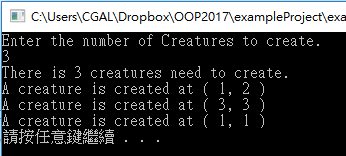 C:\Users\CGAL\Dropbox\OOP2017\exampleProject\exa
Enter the number of Creatures to create.
3
There is 3 creatures need to create.
A creature is created at ( 1, 2 )
A creature is created at ( 3, 3 )
A creature is created at ( 1, 1 )
請按任意鍵繼續 . . .